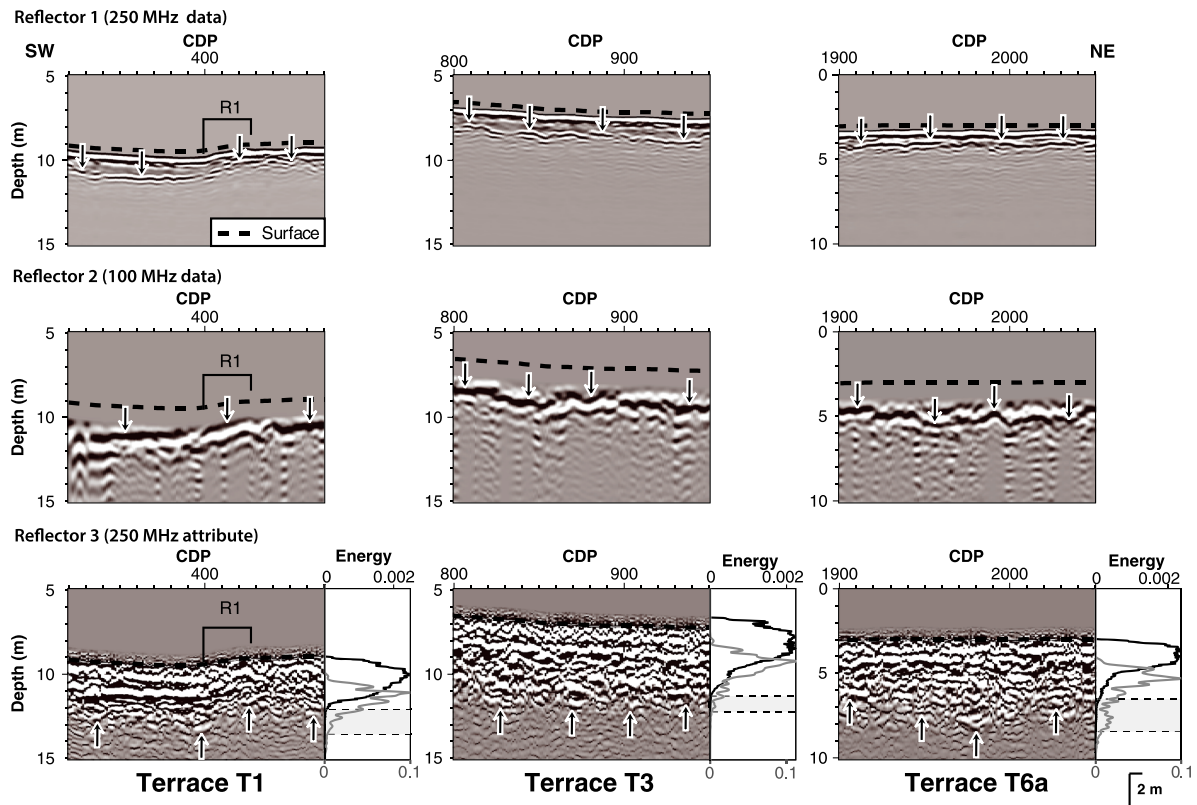 Reflector 1 (250 MHz data)
SW CDP CDP CDP NE
400 800 900 1900 2000
5 5 0
R1
Depth (m) 10 10 5
Surface
15 15 10
Reflector 2 (100 MHz data)
CDP CDP CDP
400 800 900 1900 2000
5 5 0
R1
Depth (m) 10 10 5
15 15 10
Reflector 3 (250 MHz attribute)
CDP Energy CDP Energy CDP Energy
400 0 0.002 800 900 0 0.002 1900 2000 0 0.002
5 5 0
R1
Depth (m) 10 10 5
15 15 10
0 0.1 0 0.1 0 0.1
Terrace T1 Terrace T3 Terrace T6a
2 m